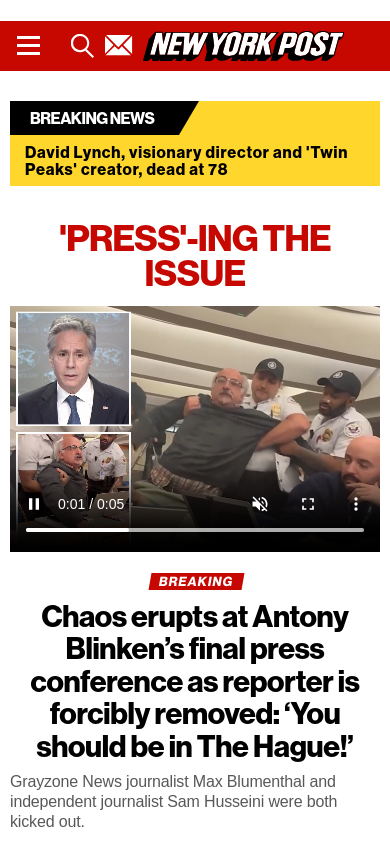 NEW YORK POST
BREAKING NEWS
David Lynch, visionary director and 'Twin
Peaks' creator, dead at 78
'PRESS'-ING THE
ISSUE
0:01 / 0:05
BREAKING
Chaos erupts at Antony
Blinken’s final press
conference as reporter is
forcibly removed: ‘You
should be in The Hague!’
Grayzone News journalist Max Blumenthal and
independent journalist Sam Husseini were both
kicked out.